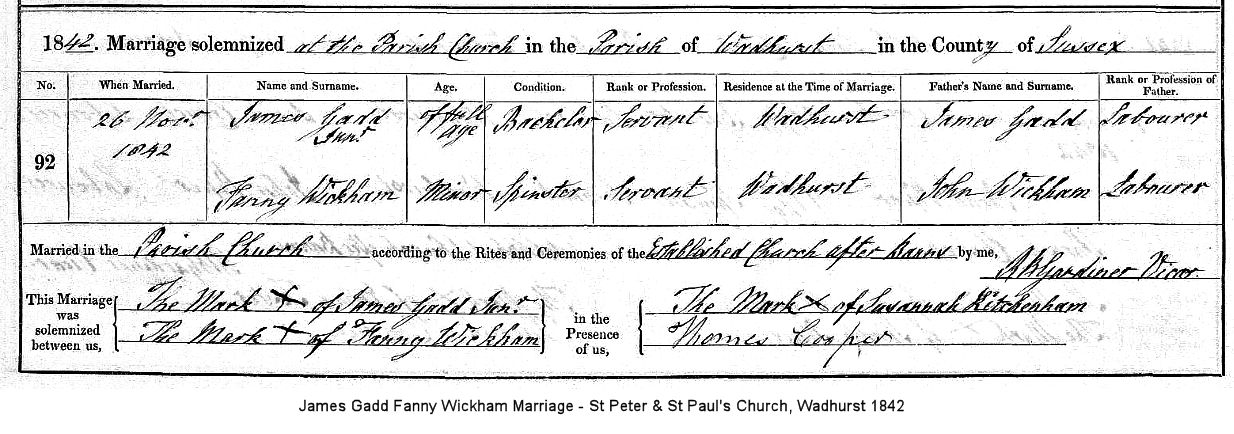 1842. Marriage solemnized at the Parish Church in the Parish of Wadhurst in the County of Sussex
No. When Married. Name and Surname. Age. Condition. Rank or Profession. Residence at the Time of Marriage. Father's Name and Surname. Rank or Profession of Father.
92
26 Novr. 1842
James Gadd Junr. of full age Bachelor Servant Wadhurst James Gadd Labourer
Fanny Wickham Minor Spinster Servant Wadhurst John Wickham Labourer
Married in the Parish Church according to the Rites and Ceremonies of the Established Church after Banns by me,
Gardiner Vicar
This Marriage was solemnized between us,
The Mark X of James Gadd Junr.
The Mark X of Fanny Wickham
in the Presence of us,
The Mark X of Susannah Kitchenham
Thomas Cooper
James Gadd Fanny Wickham Marriage - St Peter & St Paul's Church, Wadhurst 1842